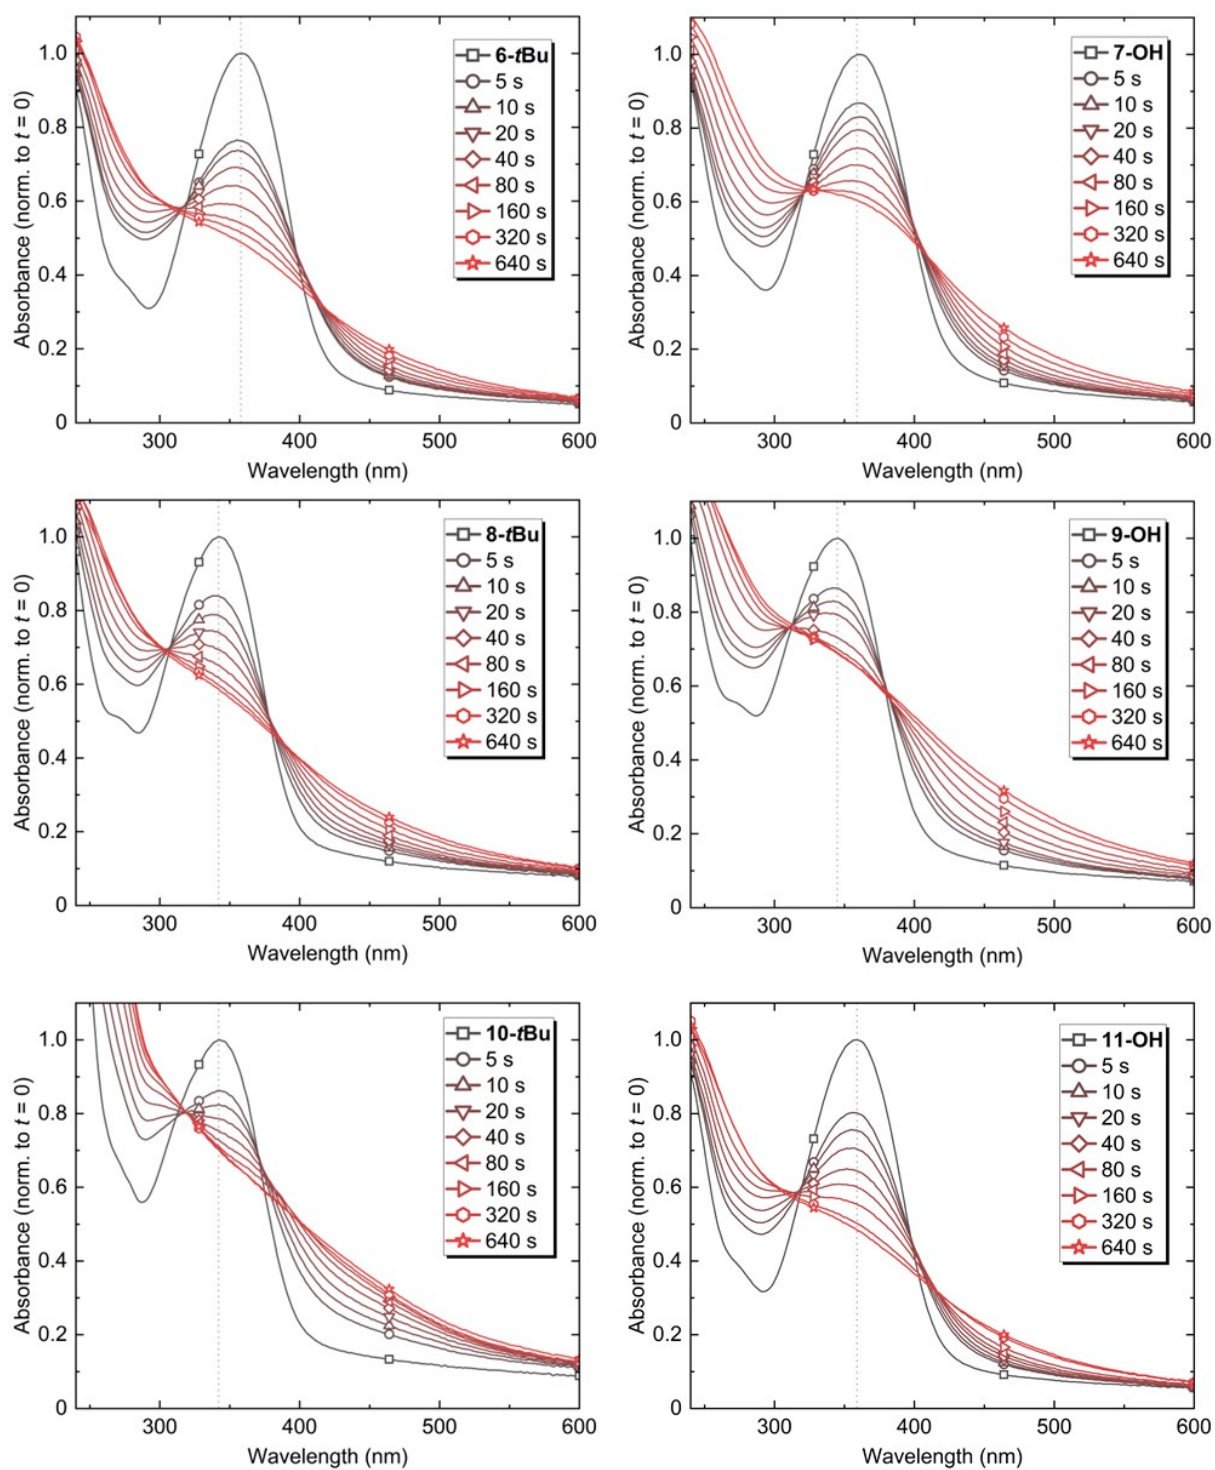 Absorbance (norm. to t = 0)
1.0
0.8
0.6
0.4
0.2
0
6-tBu
5 s
10 s
20 s
40 s
80 s
160 s
320 s
640 s
300
400
500
600
Wavelength (nm)
Absorbance (norm. to t = 0)
1.0
0.8
0.6
0.4
0.2
0
7-OH
5 s
10 s
20 s
40 s
80 s
160 s
320 s
640 s
300
400
500
600
Wavelength (nm)
Absorbance (norm. to t = 0)
1.0
0.8
0.6
0.4
0.2
0
8-tBu
5 s
10 s
20 s
40 s
80 s
160 s
320 s
640 s
300
400
500
600
Wavelength (nm)
Absorbance (norm. to t = 0)
1.0
0.8
0.6
0.4
0.2
0
9-OH
5 s
10 s
20 s
40 s
80 s
160 s
320 s
640 s
300
400
500
600
Wavelength (nm)
Absorbance (norm. to t = 0)
1.0
0.8
0.6
0.4
0.2
0
10-tBu
5 s
10 s
20 s
40 s
80 s
160 s
320 s
640 s
300
400
500
600
Wavelength (nm)
Absorbance (norm. to t = 0)
1.0
0.8
0.6
0.4
0.2
0
11-OH
5 s
10 s
20 s
40 s
80 s
160 s
320 s
640 s
300
400
500
600
Wavelength (nm)